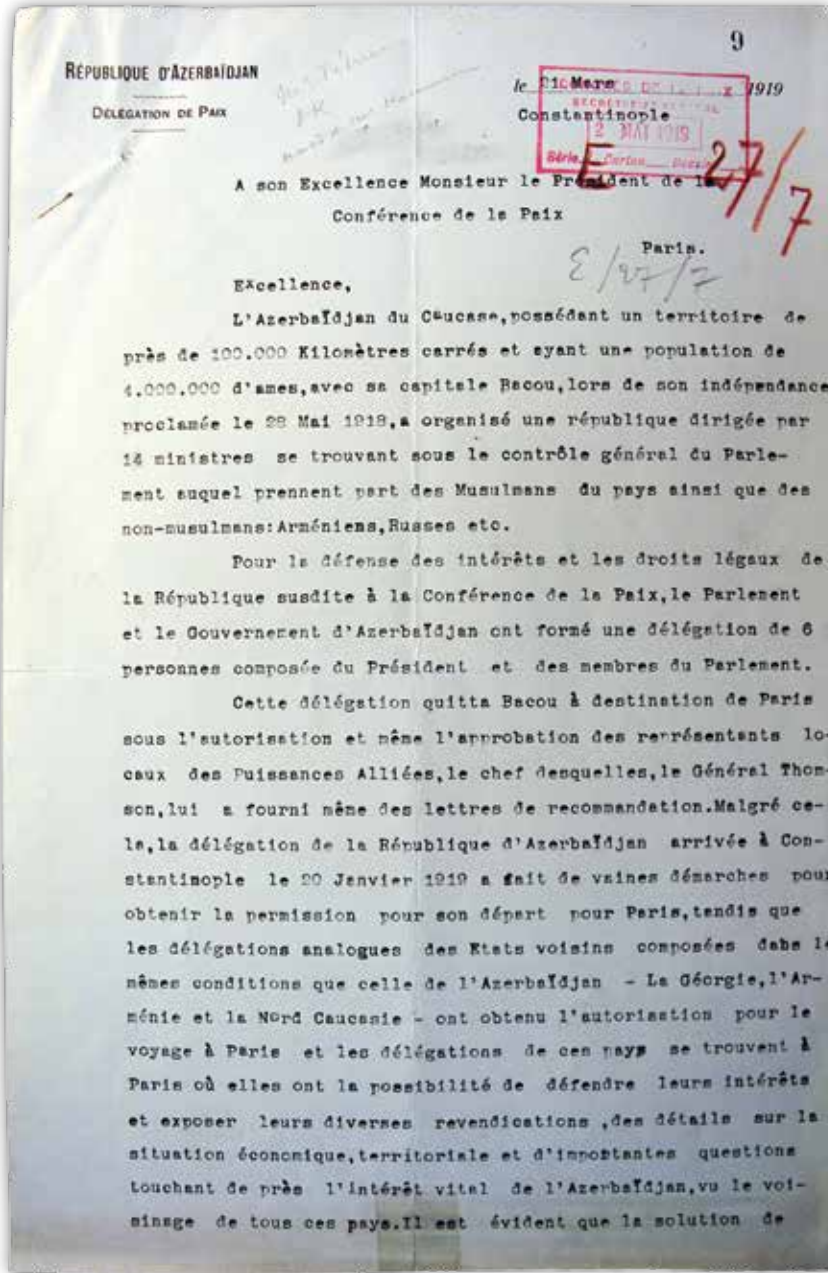 9
RÉPUBLIQUE D'AZERBAÏDJAN
DÉLÉGATION DE PAIX
le 21 Mars 1919
Constantinople
2 MAI 1919
Série Carton Dossier
E 27/7
A son Excellence Monsieur le Président de la
Conférence de la Paix
Paris.
E/27/7
Excellence,
L'Azerbaïdjan du Caucase,possédant un territoire de
près de 100.000 Kilomètres carrés et ayant une population de
4.000.000 d'ames,avec sa capitale Bacou,lors de son indépendance
proclamée le 28 Mai 1918,a organisé une république dirigée par
14 ministres se trouvant sous le contrôle général du Parle-
ment auquel prennent part des Musulmans du pays ainsi que des
non-musulmans:Arméniens,Russes etc.
Pour la défense des intérêts et les droits légaux de
la République susdite à la Conférence de la Paix,le Parlement
et le Gouvernement d'Azerbaïdjan ont formé une délégation de 6
personnes composée du Président et des membres du Parlement.
Cette délégation quitta Bacou à destination de Paris
sous l'autorisation et même l'approbation des représentants lo-
caux des Puissances Alliées,le chef desquelles,le Général Thom-
son,lui a fourni même des lettres de recommandation.Malgré ce-
la,la délégation de la République d'Azerbaïdjan arrivée à Con-
stantinople le 20 Janvier 1919 a fait de vaines démarches pour
obtenir la permission pour son départ pour Paris,tandis que
les délégations analogues des Etats voisins composées dabs le
mêmes conditions que celle de l'Azerbaïdjan - La Géorgie,l'Ar-
ménie et la Nord Caucasie - ont obtenu l'autorisation pour le
voyage à Paris et les délégations de ces pays se trouvent à
Paris où elles ont la possibilité de défendre leurs intérêts
et exposer leurs diverses revendications ,des détails sur la
situation économique,territoriale et d'impostantes questions
touchant de près l'intérêt vital de l'Azerbaïdjan,vu le voi-
sinage de tous ces pays.Il est évident que la solution de